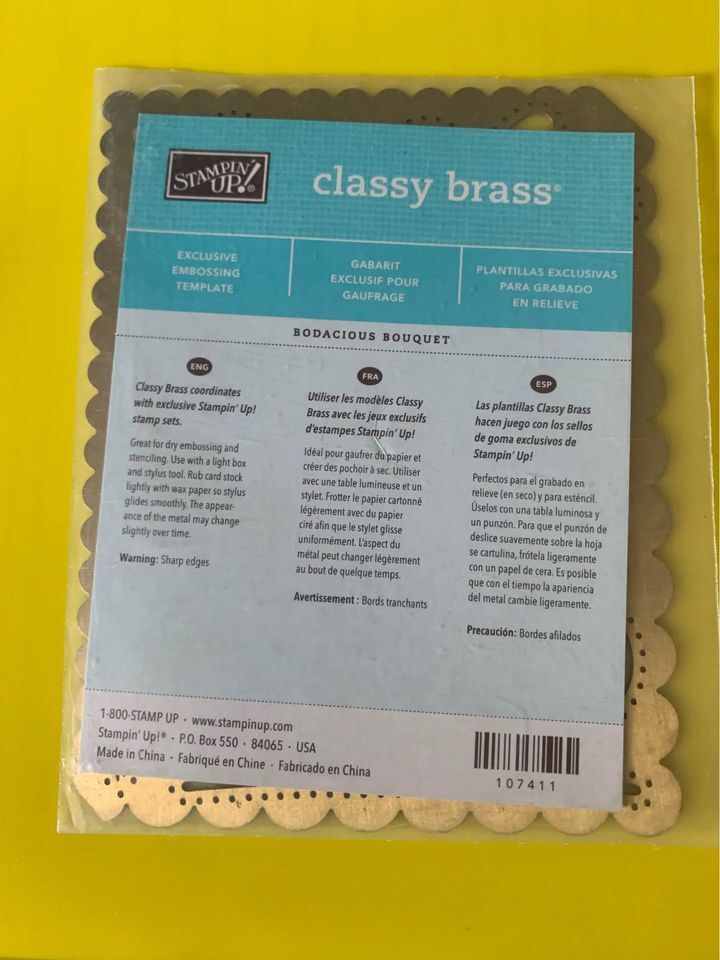 STAMPIN' UP!®
classy brass®
EXCLUSIVE
EMBOSSING
TEMPLATE
GABARIT
EXCLUSIF POUR
GAUFRAGE
PLANTILLAS EXCLUSIVAS
PARA GRABADO
EN RELIEVE
BODACIOUS BOUQUET
ENG
Classy Brass coordinates
with exclusive Stampin' Up!
stamp sets.
Great for dry embossing and
stenciling. Use with a light box
and stylus tool. Rub card stock
lightly with wax paper so stylus
glides smoothly. The appear-
ance of the metal may change
slightly over time.
Warning: Sharp edges
FRA
Utiliser les modèles Classy
Brass avec les jeux exclusifs
d'estampes Stampin' Up!
Idéal pour gaufrer du papier et
créer des pochoir à sec. Utiliser
avec une table lumineuse et un
stylet. Frotter le papier cartonné
légèrement avec du papier
ciré afin que le stylet glisse
uniformément. L'aspect du
métal peut changer légèrement
au bout de quelque temps.
Avertissement : Bords tranchants
ESP
Las plantillas Classy Brass
hacen juego con los sellos
de goma exclusivos de
Stampin' Up!
Perfectos para el grabado en
relieve (en seco) y para esténcil.
Úselos con una tabla luminosa y
un punzón. Para que el punzón de
deslice suavemente sobre la hoja
se cartulina, frótela ligeramente
con un papel de cera. Es posible
que con el tiempo la apariencia
del metal cambie ligeramente.
Precaución: Bordes afilados
1-800-STAMP UP · www.stampinup.com
Stampin' Up!® · P.O. Box 550 · 84065 · USA
Made in China · Fabriqué en Chine · Fabricado en China
107411